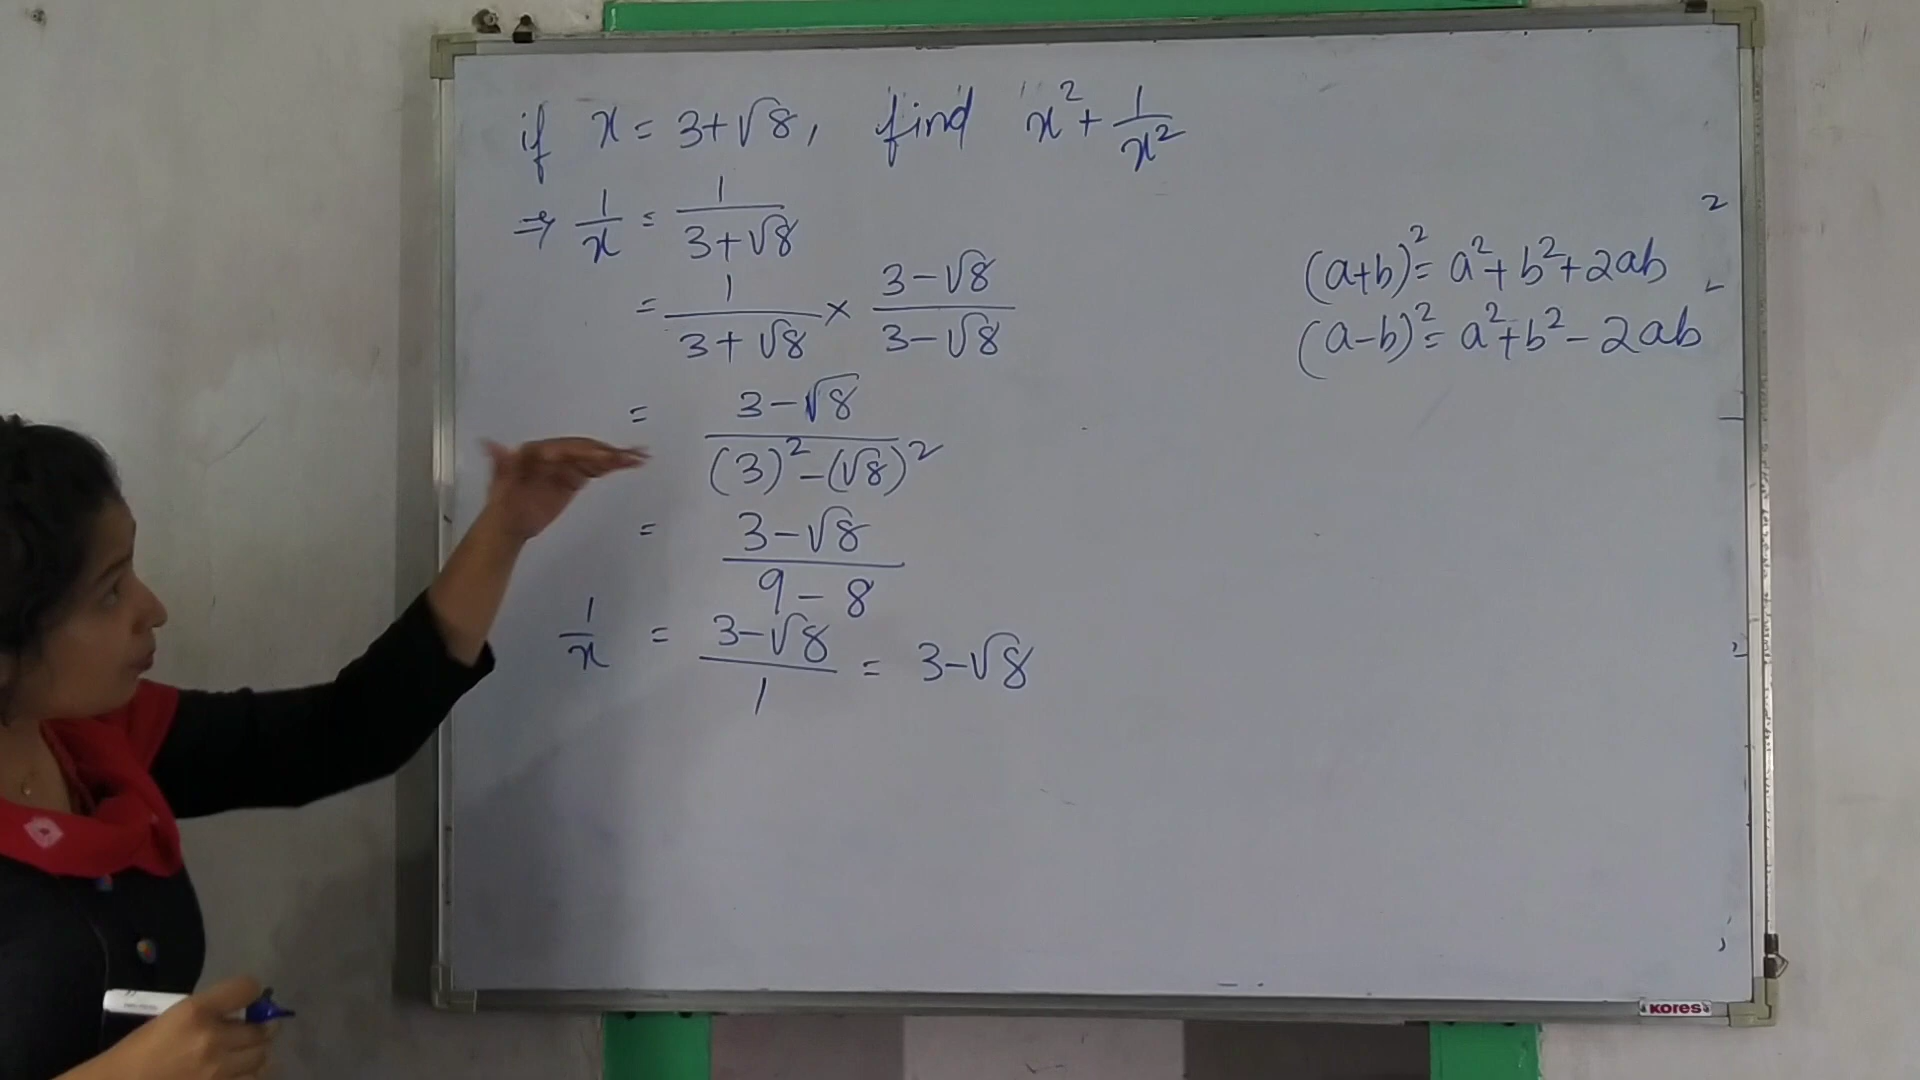 if x = 3+√8, find x² + 1/x²
⇒ 1/x = 1/(3+√8)
= 1/(3+√8) × (3-√8)/(3-√8)
= (3-√8)/((3)²-(√8)²)
= (3-√8)/(9-8)
1/x = (3-√8)/1 = 3-√8
(a+b)² = a²+b²+2ab
(a-b)² = a²+b²-2ab
kores